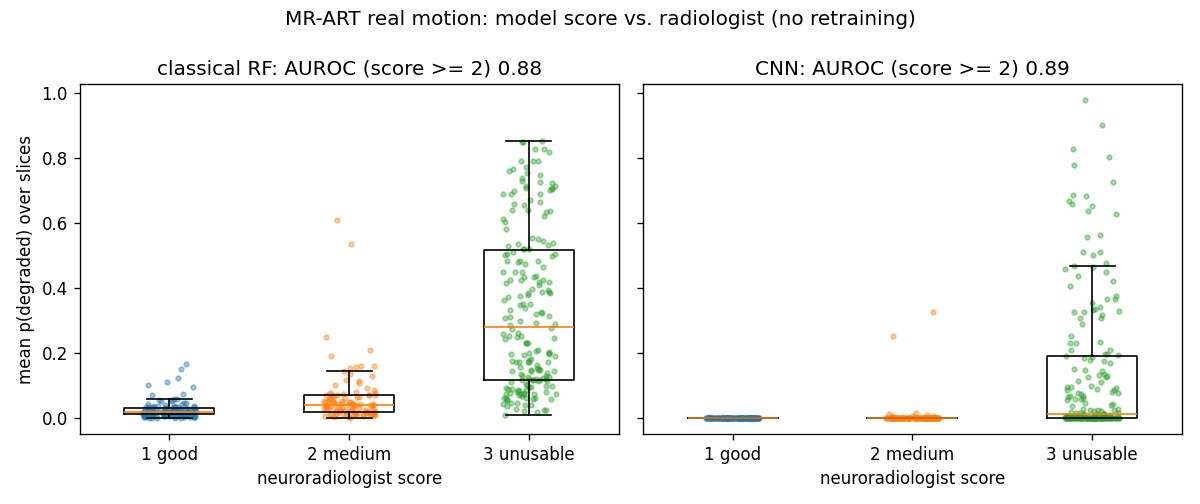 MR-ART real motion: model score vs. radiologist (no retraining)
classical RF: AUROC (score >= 2) 0.88
CNN: AUROC (score >= 2) 0.89
mean p(degraded) over slices
1.0
0.8
0.6
0.4
0.2
0.0
1 good
2 medium
3 unusable
neuroradiologist score
1 good
2 medium
3 unusable
neuroradiologist score